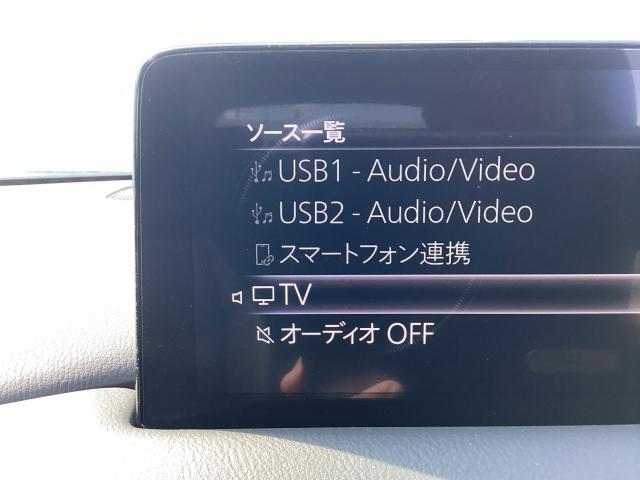 ソース一覧
USB1 - Audio/Video
USB2 - Audio/Video
スマートフォン連携
TV
オーディオ OFF